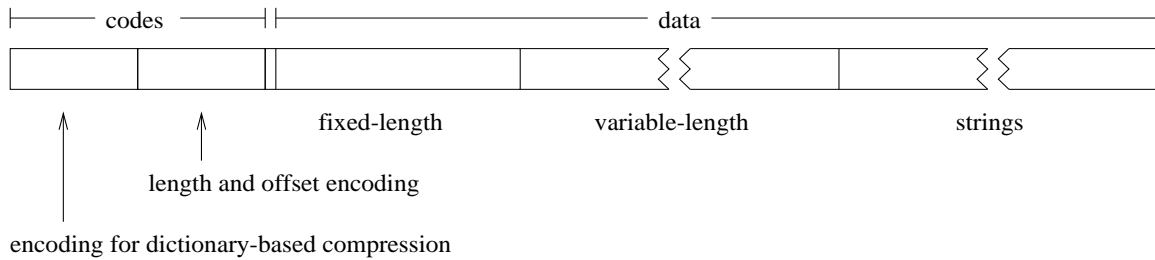 codes
data
fixed-length
variable-length
strings
length and offset encoding
encoding for dictionary-based compression